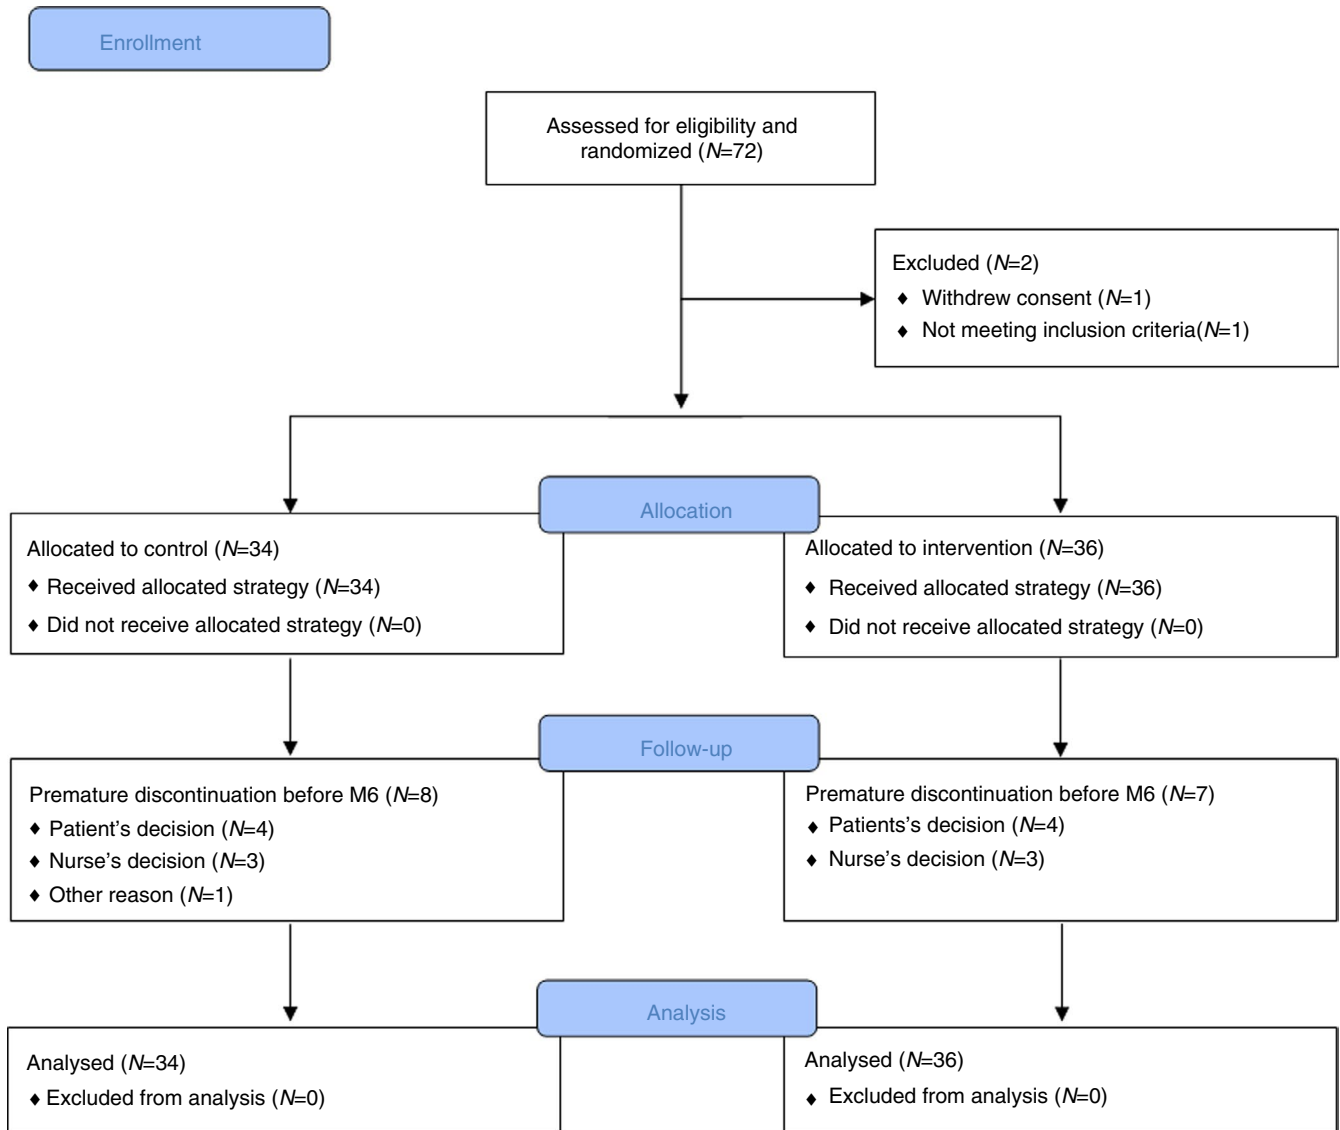 Enrollment
Assessed for eligibility and
randomized (N=72)
Excluded (N=2)
♦ Withdrew consent (N=1)
♦ Not meeting inclusion criteria(N=1)
Allocation
Allocated to control (N=34)
♦ Received allocated strategy (N=34)
♦ Did not receive allocated strategy (N=0)
Allocated to intervention (N=36)
♦ Received allocated strategy (N=36)
♦ Did not receive allocated strategy (N=0)
Follow-up
Premature discontinuation before M6 (N=8)
♦ Patient's decision (N=4)
♦ Nurse's decision (N=3)
♦ Other reason (N=1)
Premature discontinuation before M6 (N=7)
♦ Patients's decision (N=4)
♦ Nurse's decision (N=3)
Analysis
Analysed (N=34)
♦ Excluded from analysis (N=0)
Analysed (N=36)
♦ Excluded from analysis (N=0)